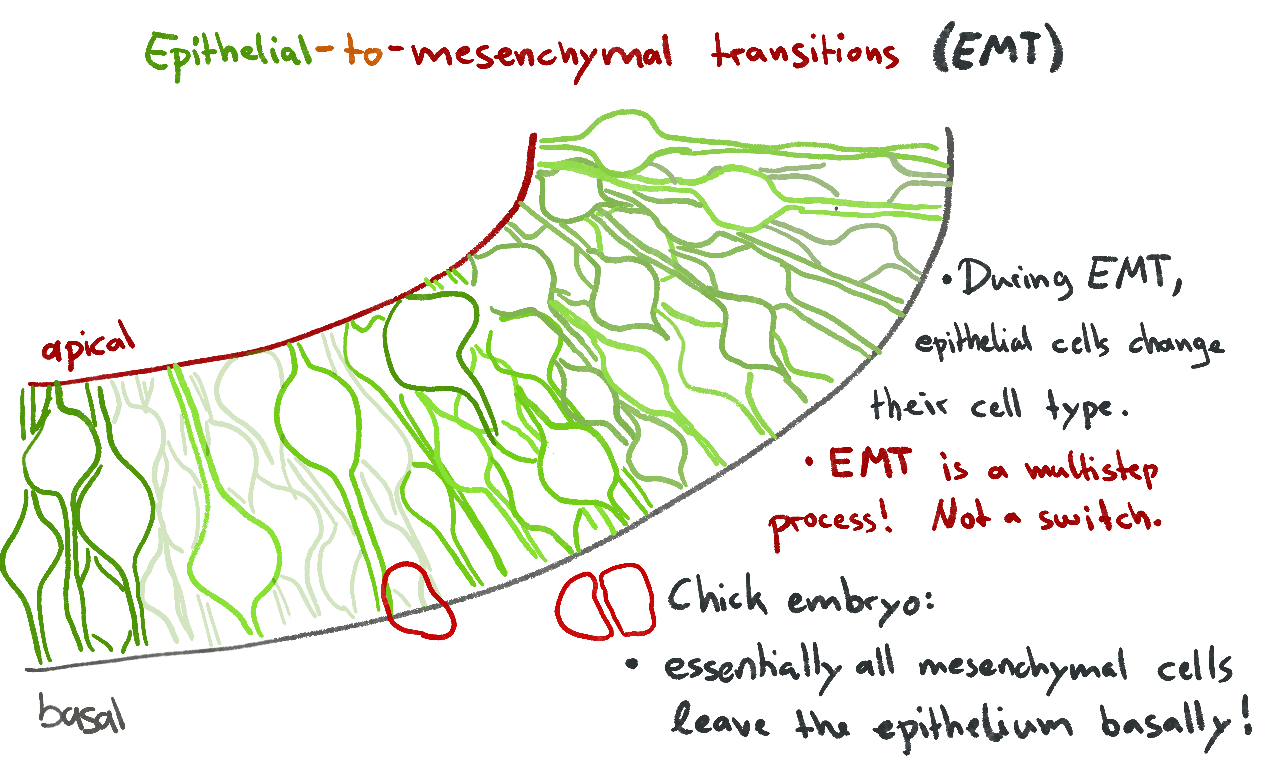 Epithelial-to-mesenchymal transitions (EMT)
apical
• During EMT,
epithelial cells change
their cell type.
• EMT is a multistep
process! Not a switch.
Chick embryo:
• essentially all mesenchymal cells
leave the epithelium basally!
basal